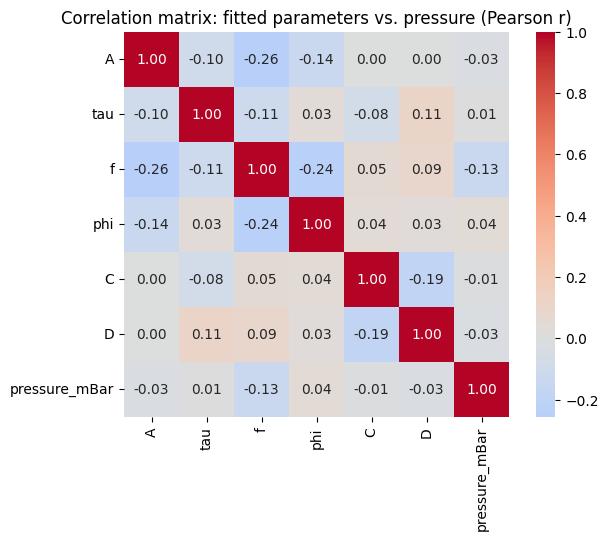 Correlation matrix: fitted parameters vs. pressure (Pearson r)
A 1.00 -0.10 -0.26 -0.14 0.00 0.00 -0.03
tau -0.10 1.00 -0.11 0.03 -0.08 0.11 0.01
f -0.26 -0.11 1.00 -0.24 0.05 0.09 -0.13
phi -0.14 0.03 -0.24 1.00 0.04 0.03 0.04
C 0.00 -0.08 0.05 0.04 1.00 -0.19 -0.01
D 0.00 0.11 0.09 0.03 -0.19 1.00 -0.03
pressure_mBar -0.03 0.01 -0.13 0.04 -0.01 -0.03 1.00
A tau f phi C D pressure_mBar
1.0
0.8
0.6
0.4
0.2
0.0
−0.2